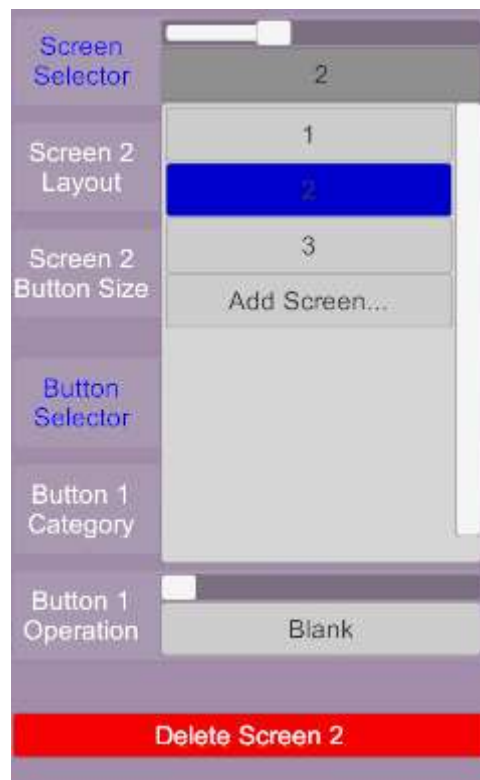 Screen
Selector
2
1
Screen 2
Layout
2
3
Screen 2
Button Size
Add Screen...
Button
Selector
Button 1
Category
Button 1
Operation
Blank
Delete Screen 2